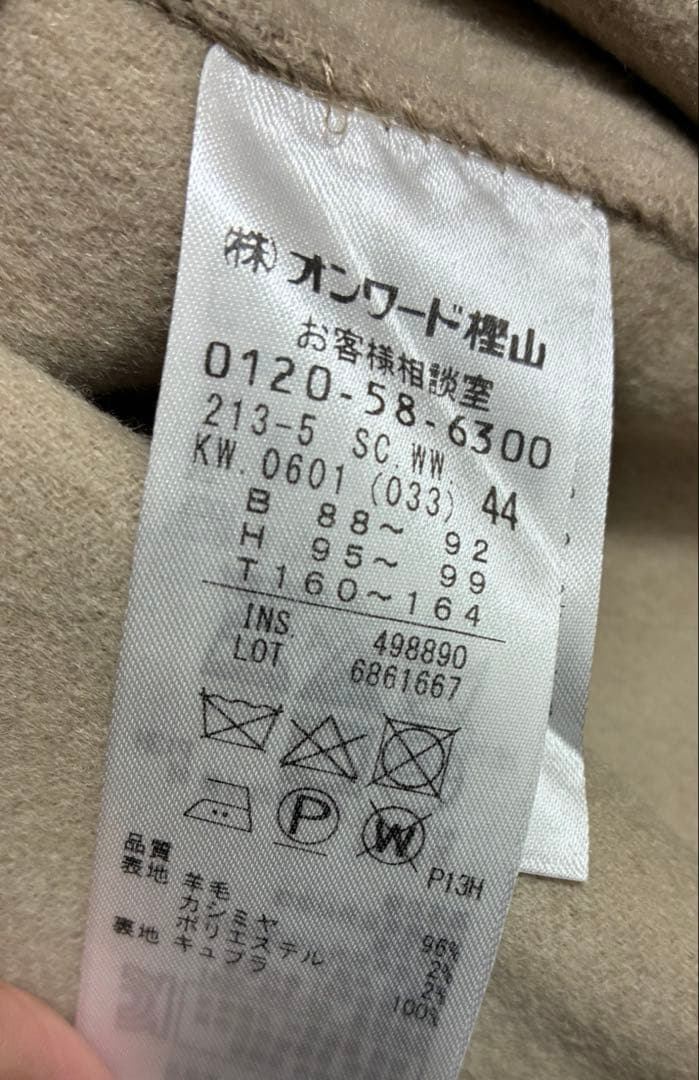 ㈱ オンワード樫山
お客様相談室
0120-58-6300
213-5 SC.WW.
KW.0601 (033) 44
B 88～ 92
H 95～ 99
T160～164
INS. 498890
LOT 6861667
P
W
P13H
品質
表地 羊毛 96%
カシミヤ 2%
ポリエステル 2%
裏地 キュプラ 100%